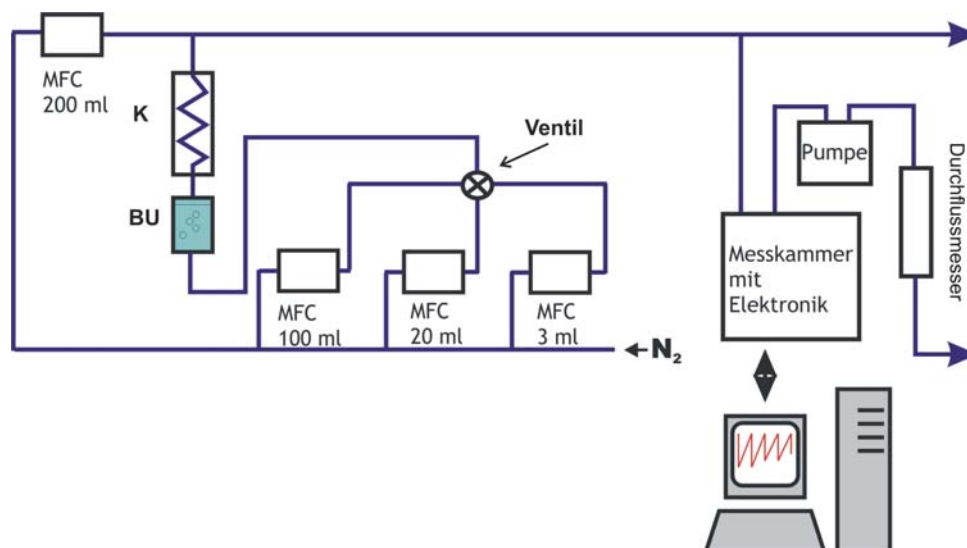 MFC
200 ml
K
BU
Ventil
MFC
100 ml
MFC
20 ml
MFC
3 ml
N₂
Pumpe
Messkammer
mit
Elektronik
Durchflussmesser